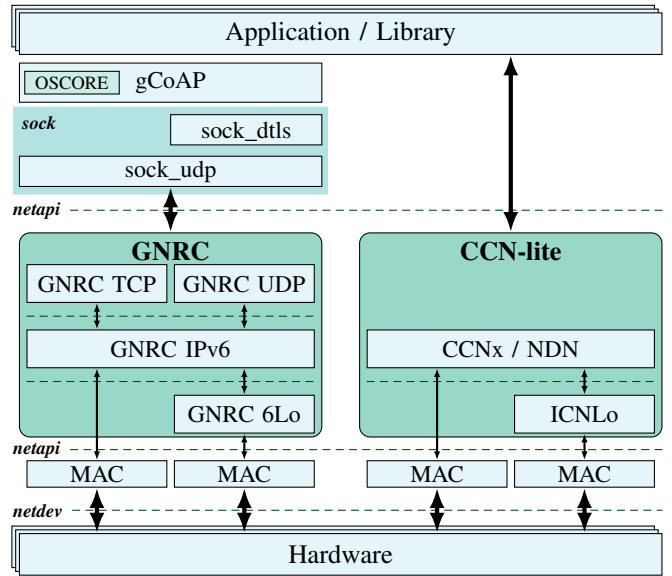 Application / Library
OSCORE gCoAP
sock
sock_dtls
sock_udp
netapi
GNRC CCN-lite
GNRC TCP GNRC UDP
GNRC IPv6 CCNx / NDN
GNRC 6Lo ICNLo
netapi
MAC MAC MAC MAC
netdev
Hardware